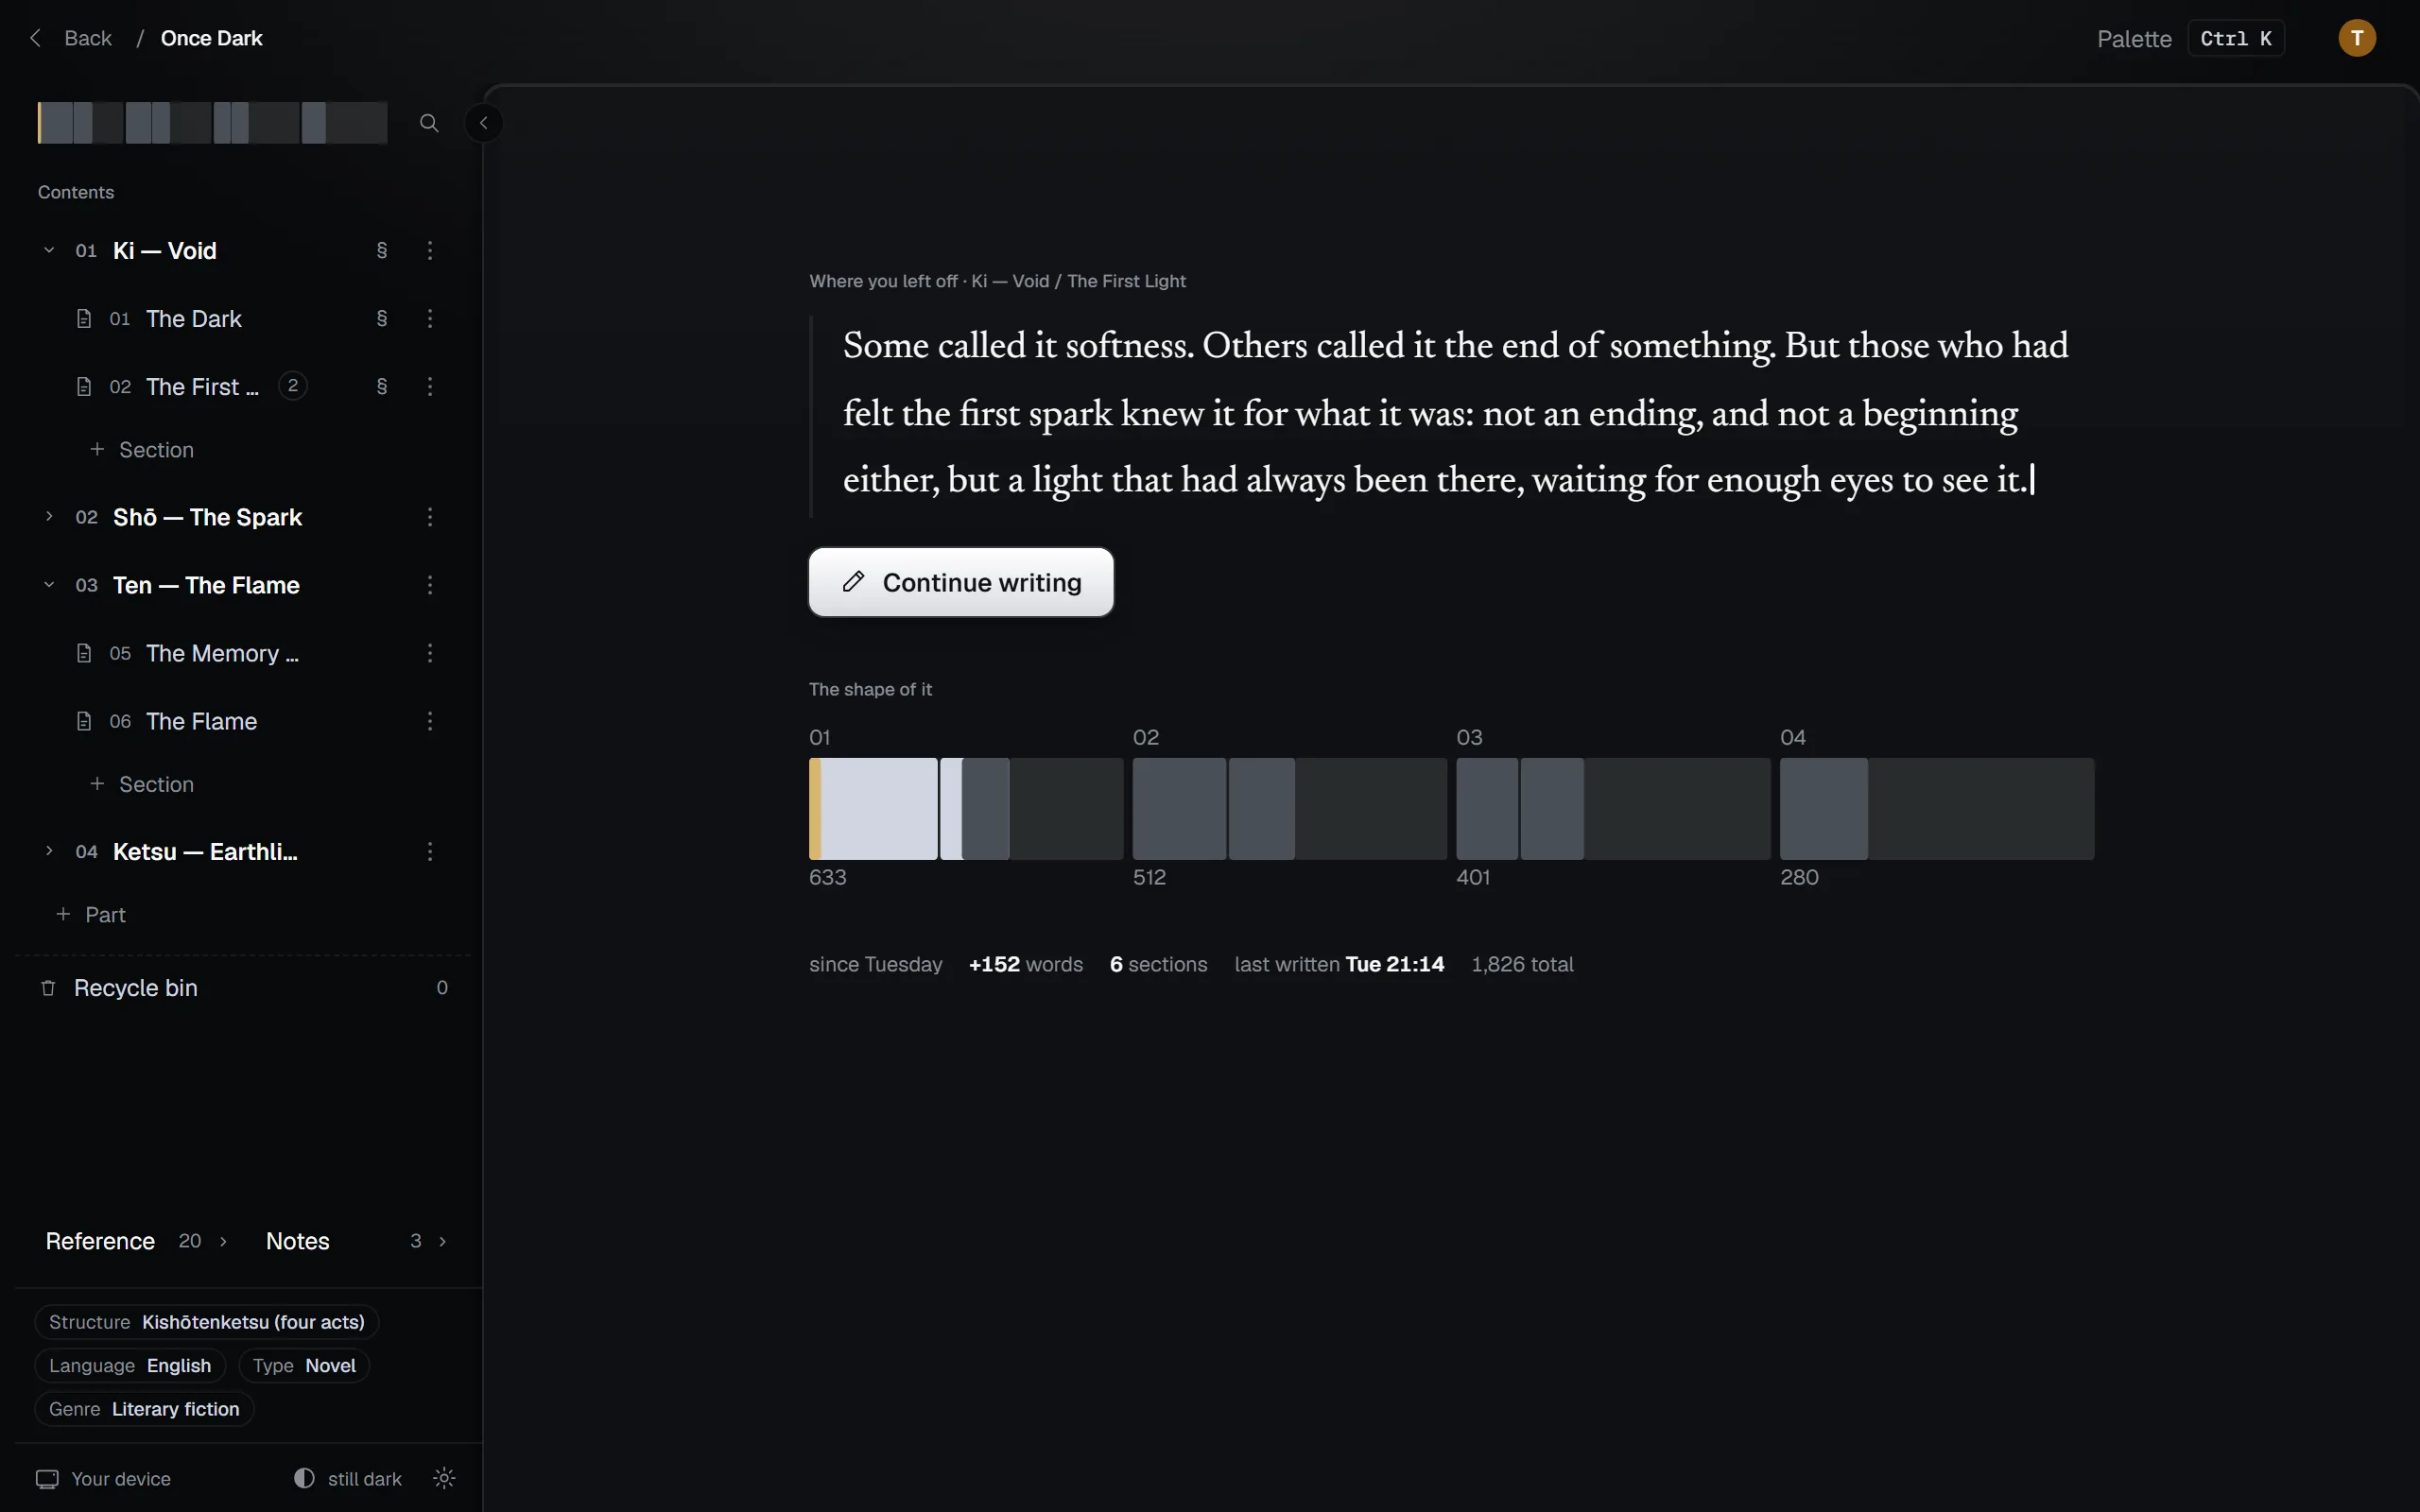 Back / Once Dark
Palette Ctrl K T
Contents
01 Ki — Void §
01 The Dark §
02 The First ... 2 §
+ Section
02 Shō — The Spark
03 Ten — The Flame
05 The Memory ...
06 The Flame
+ Section
04 Ketsu — Earthli...
+ Part
Recycle bin 0
Reference 20 Notes 3
Structure Kishōtenketsu (four acts)
Language English Type Novel
Genre Literary fiction
Your device still dark
Where you left off · Ki — Void / The First Light
Some called it softness. Others called it the end of something. But those who had
felt the first spark knew it for what it was: not an ending, and not a beginning
either, but a light that had always been there, waiting for enough eyes to see it.
Continue writing
The shape of it
01 02 03 04
633 512 401 280
since Tuesday +152 words 6 sections last written Tue 21:14 1,826 total